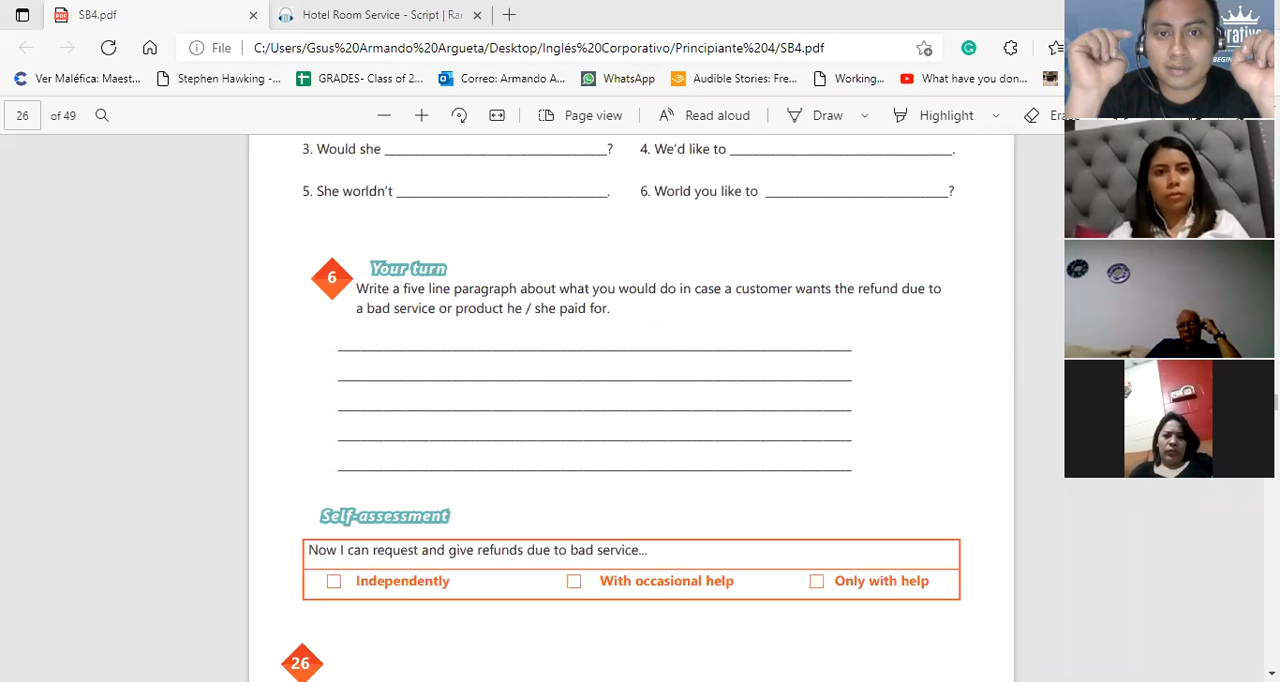 SB4.pdf
Hotel Room Service - Script | Ra
File C:/Users/Gsus%20Armando%20Argueta/Desktop/Inglés%20Corporativo/Principiante%204/SB4.pdf
Ver Maléfica: Maest... Stephen Hawking -... GRADES- Class of 2... Correo: Armando A... WhatsApp Audible Stories: Fre... Working... What have you don...
26 of 49 Page view Read aloud Draw Highlight
3. Would she ____________________________? 4. We'd like to ____________________________.
5. She worldn't ___________________________. 6. World you like to _______________________?
6 Your turn
Write a five line paragraph about what you would do in case a customer wants the refund due to
a bad service or product he / she paid for.
Self-assessment
Now I can request and give refunds due to bad service...
Independently With occasional help Only with help
26